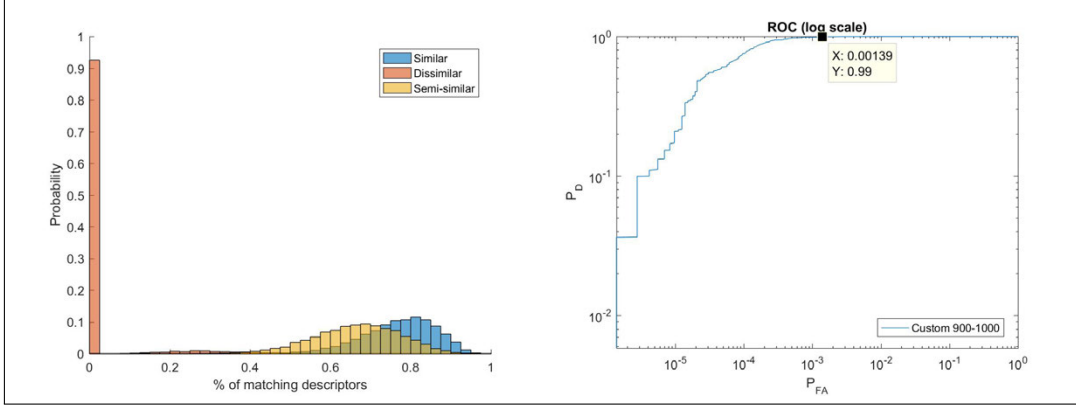 1
0.9
0.8
0.7
0.6
0.5
0.4
0.3
0.2
0.1
0
Probability
Similar
Dissimilar
Semi-similar
0 0.2 0.4 0.6 0.8 1
% of matching descriptors
ROC (log scale)
10^0
10^-1
10^-2
P_D
X: 0.00139
Y: 0.99
Custom 900-1000
10^-5 10^-4 10^-3 10^-2 10^-1 10^0
P_FA